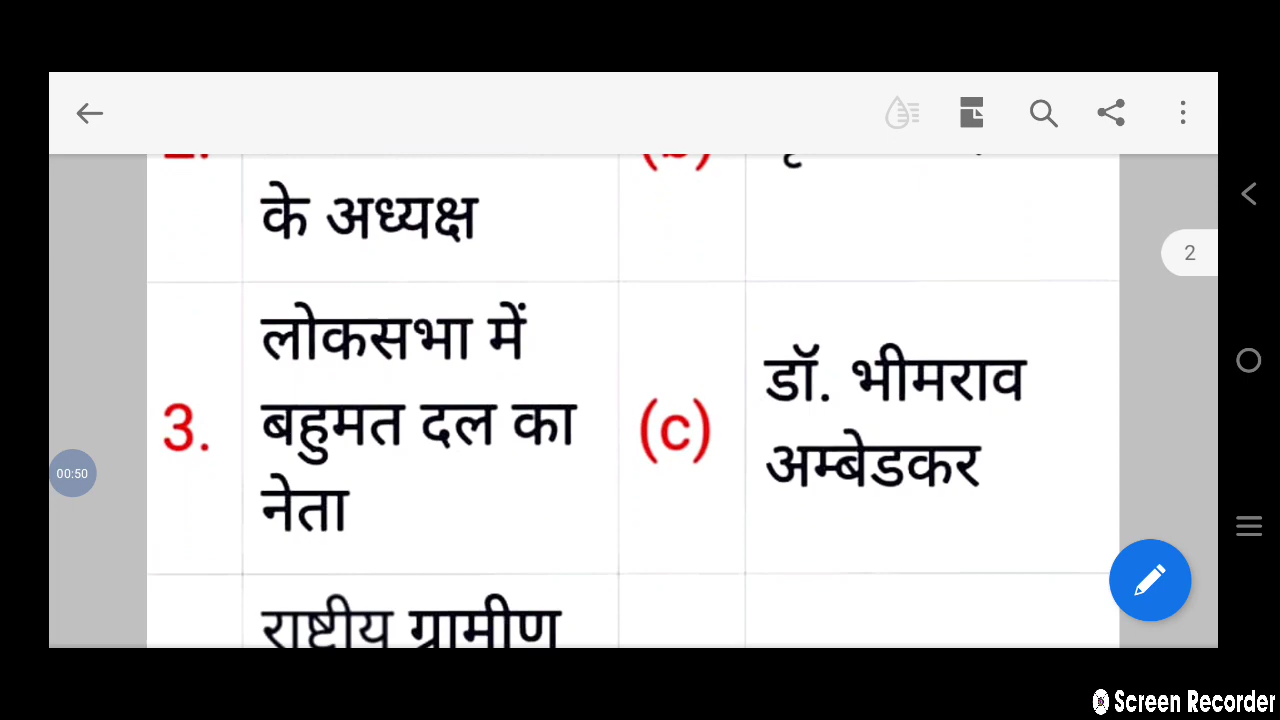 2
के अध्यक्ष
लोकसभा में
बहुमत दल का
नेता
3.
(c)
डॉ. भीमराव
अम्बेडकर
राष्ट्रीय ग्रामीण
00:50
Screen Recorder